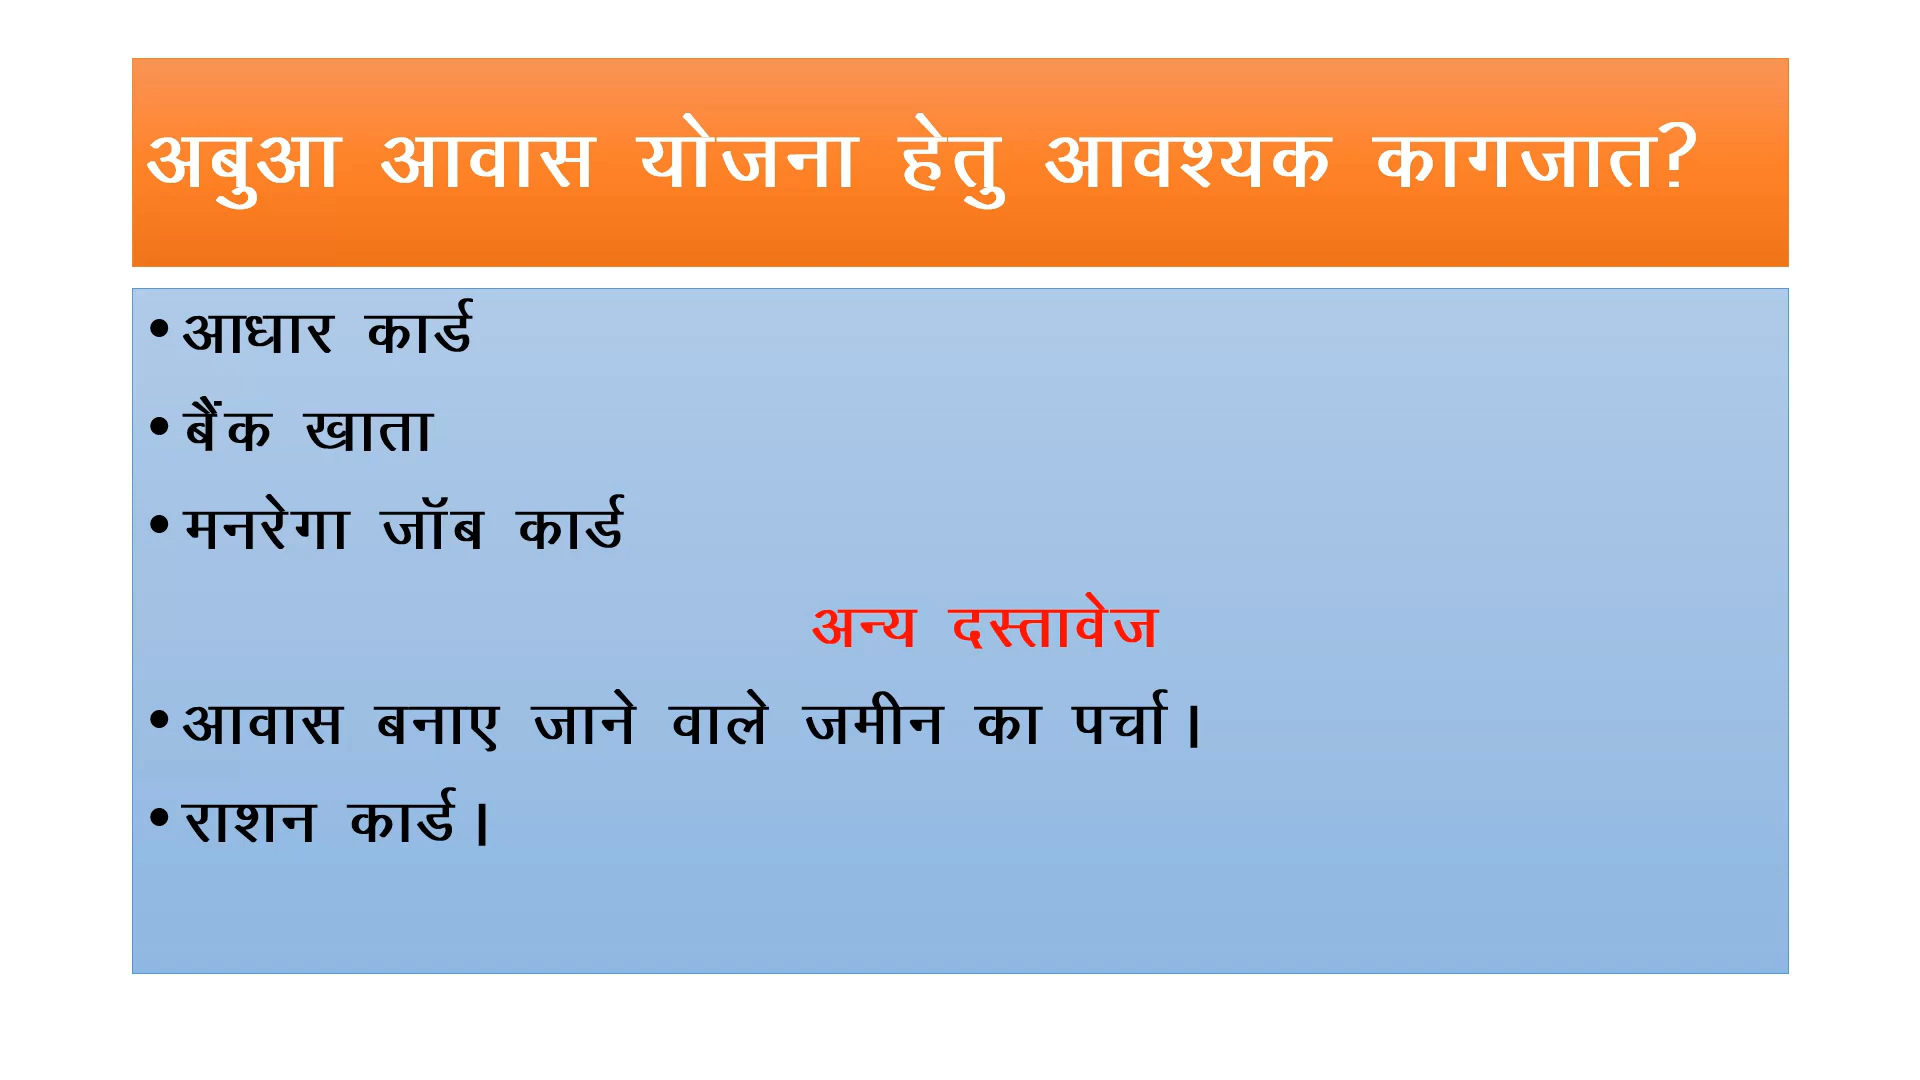 अबुआ आवास योजना हेतु आवश्यक कागजात?
• आधार कार्ड
• बैंक खाता
• मनरेगा जॉब कार्ड
अन्य दस्तावेज
• आवास बनाए जाने वाले जमीन का पर्चा।
• राशन कार्ड।